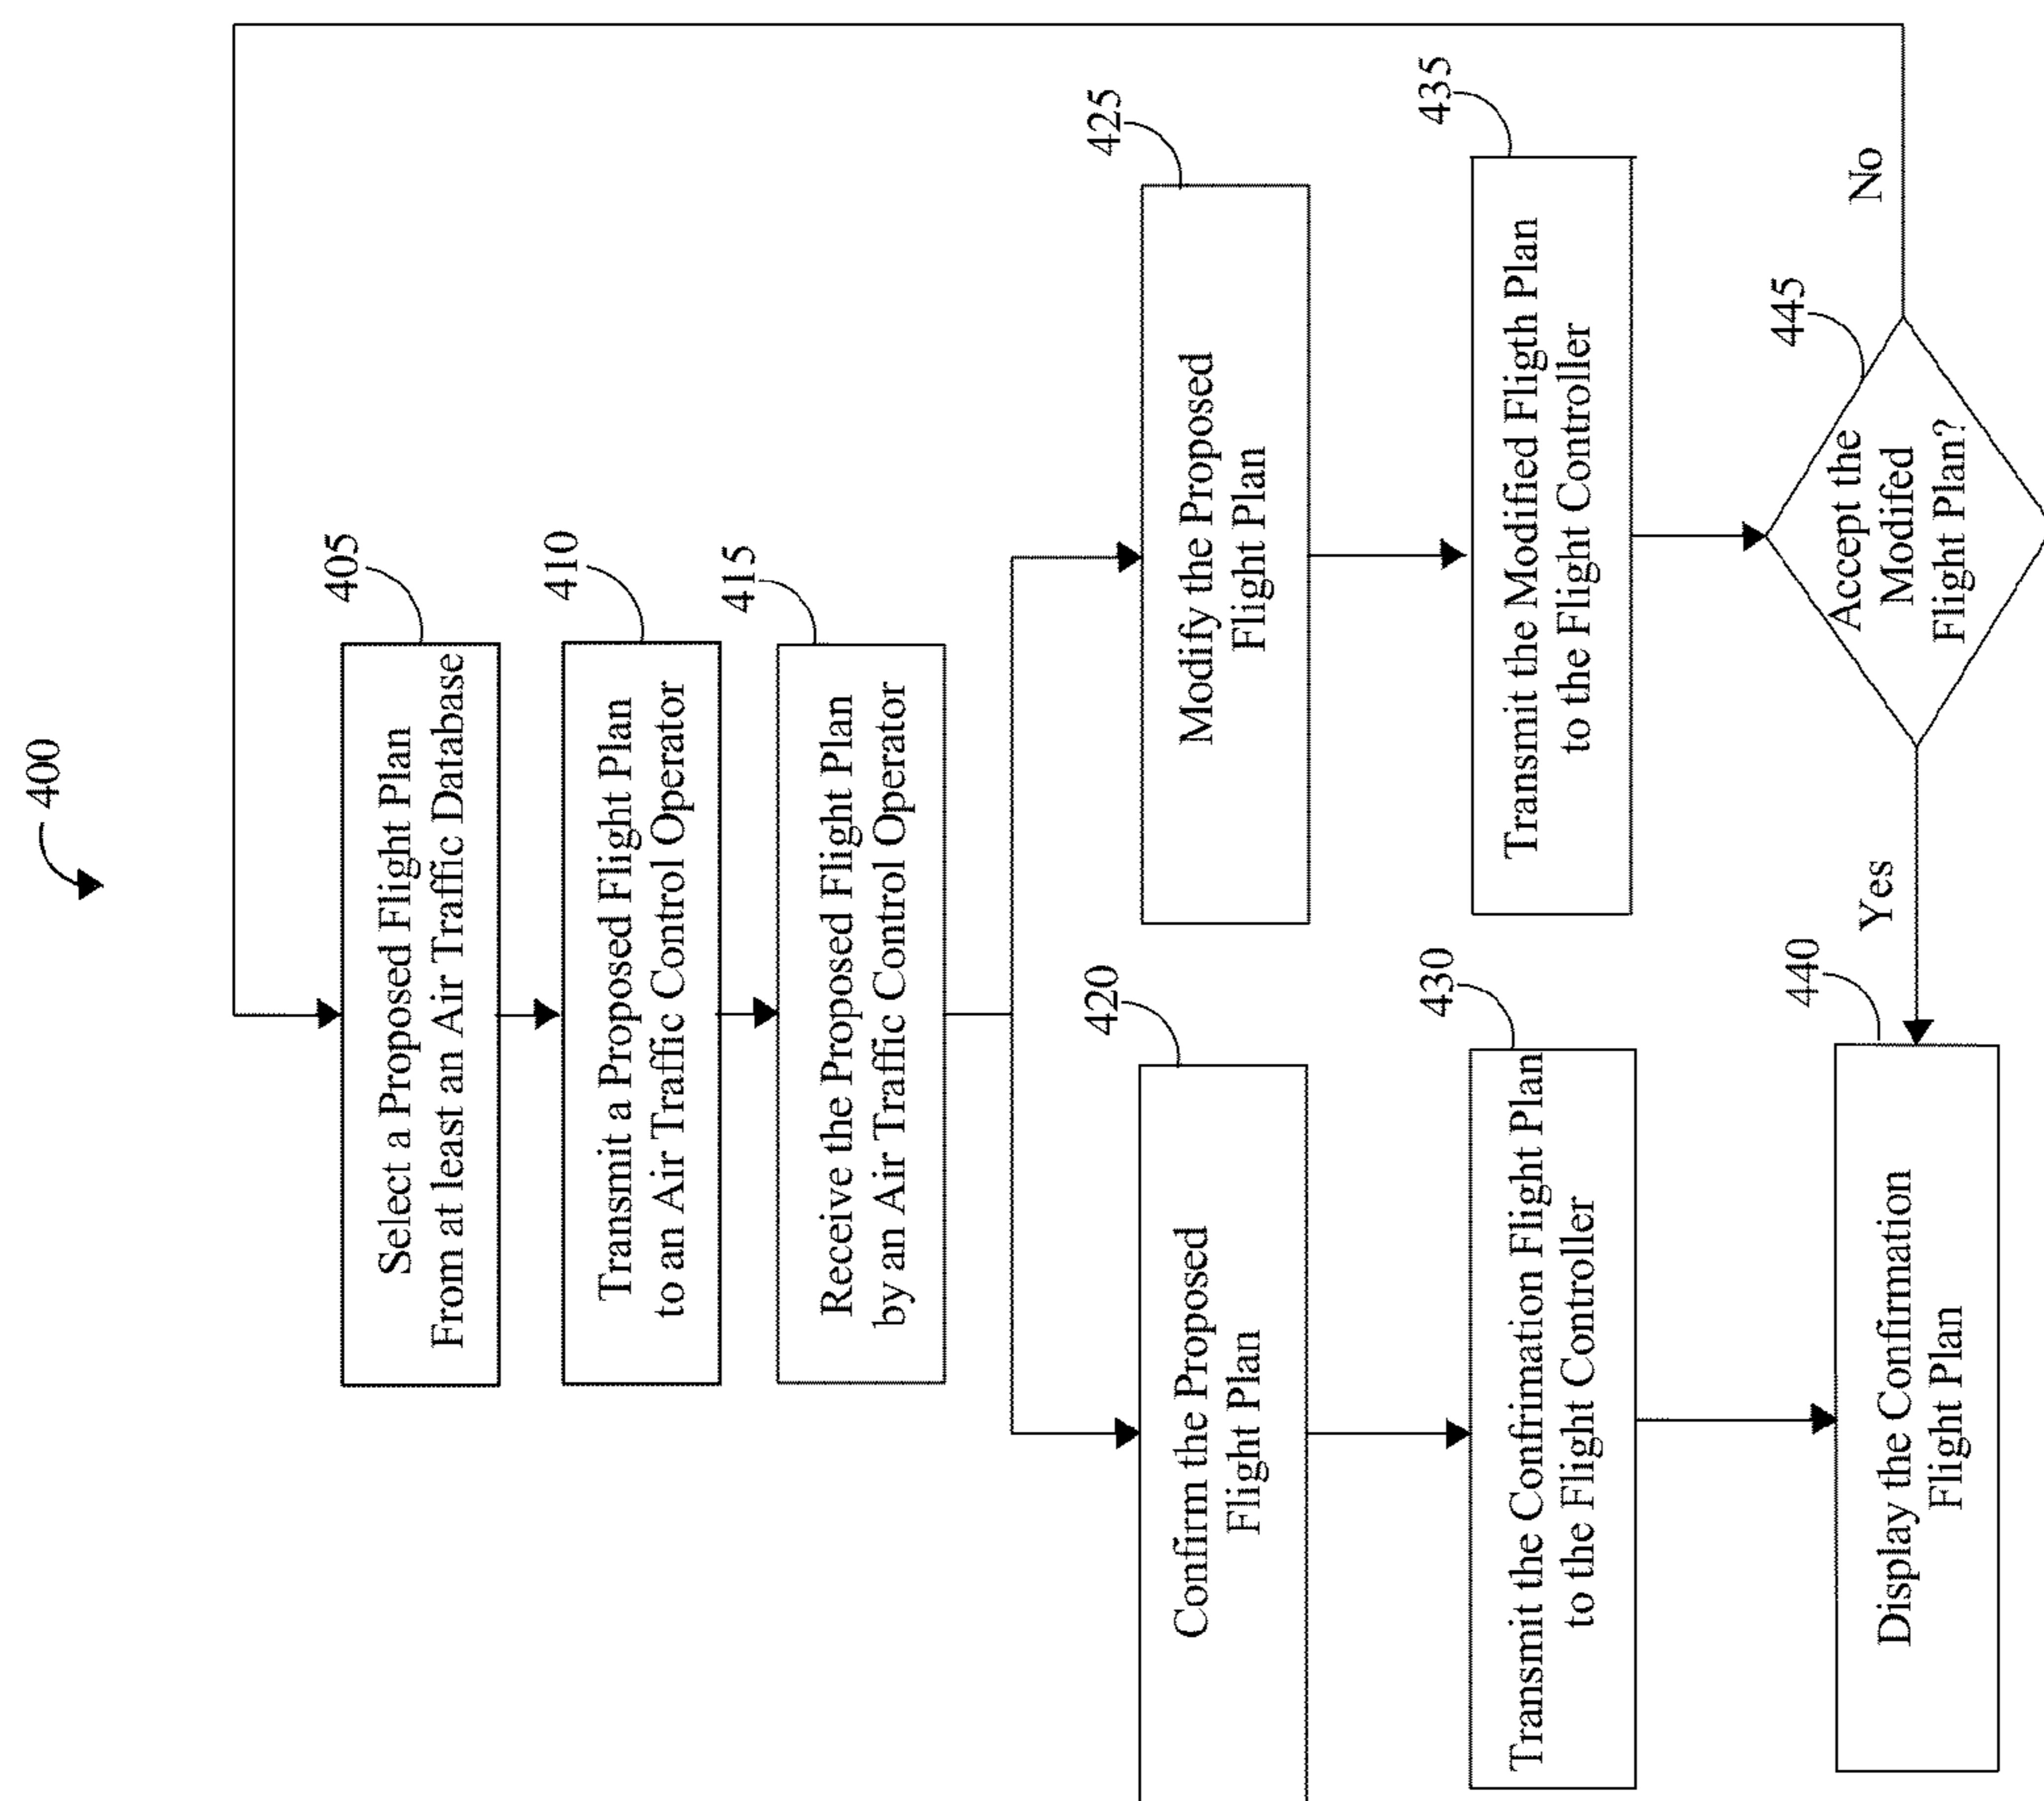 400
405
Select a Proposed Flight Plan
From at least an Air Traffic Database
410
Transmit a Proposed Flight Plan
to an Air Traffic Control Operator
415
Receive the Proposed Flight Plan
by an Air Traffic Control Operator
420
Confirm the Proposed
Flight Plan
425
Modify the Proposed
Flight Plan
430
Transmit the Confrimation Flight Plan
to the Flight Controller
435
Transmit the Modified Fligth Plan
to the Flight Controller
440
Display the Confirmation
Flight Plan
Yes
445
Accept the
Modifed
Flight Plan?
No